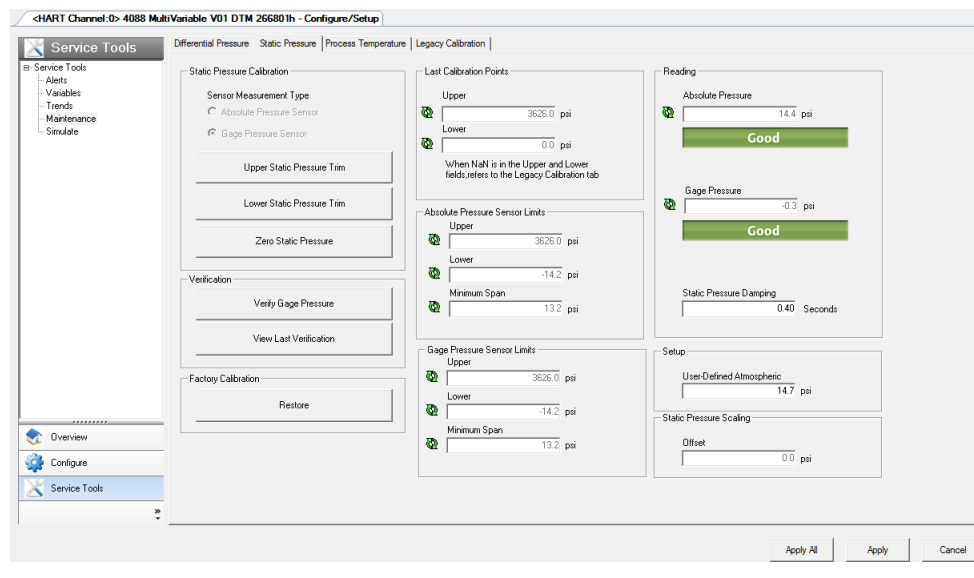 <HART Channel:0> 4088 MultiVariable V01 DTM 266801h - Configure/Setup
Service Tools
Service Tools
Alerts
Variables
Trends
Maintenance
Simulate
Overview
Configure
Service Tools
Differential Pressure Static Pressure Process Temperature Legacy Calibration
Static Pressure Calibration
Sensor Measurement Type
Absolute Pressure Sensor
Gage Pressure Sensor
Upper Static Pressure Trim
Lower Static Pressure Trim
Zero Static Pressure
Verification
Verify Gage Pressure
View Last Verification
Factory Calibration
Restore
Last Calibration Points
Upper
3626.0 psi
Lower
0.0 psi
When NaN is in the Upper and Lower
fields,refers to the Legacy Calibration tab
Absolute Pressure Sensor Limits
Upper
3626.0 psi
Lower
-14.2 psi
Minimum Span
13.2 psi
Gage Pressure Sensor Limits
Upper
3626.0 psi
Lower
-14.2 psi
Minimum Span
13.2 psi
Reading
Absolute Pressure
14.4 psi
Good
Gage Pressure
-0.3 psi
Good
Static Pressure Damping
0.40 Seconds
Setup
User-Defined Atmospheric
14.7 psi
Static Pressure Scaling
Offset
0.0 psi
Apply All Apply Cancel